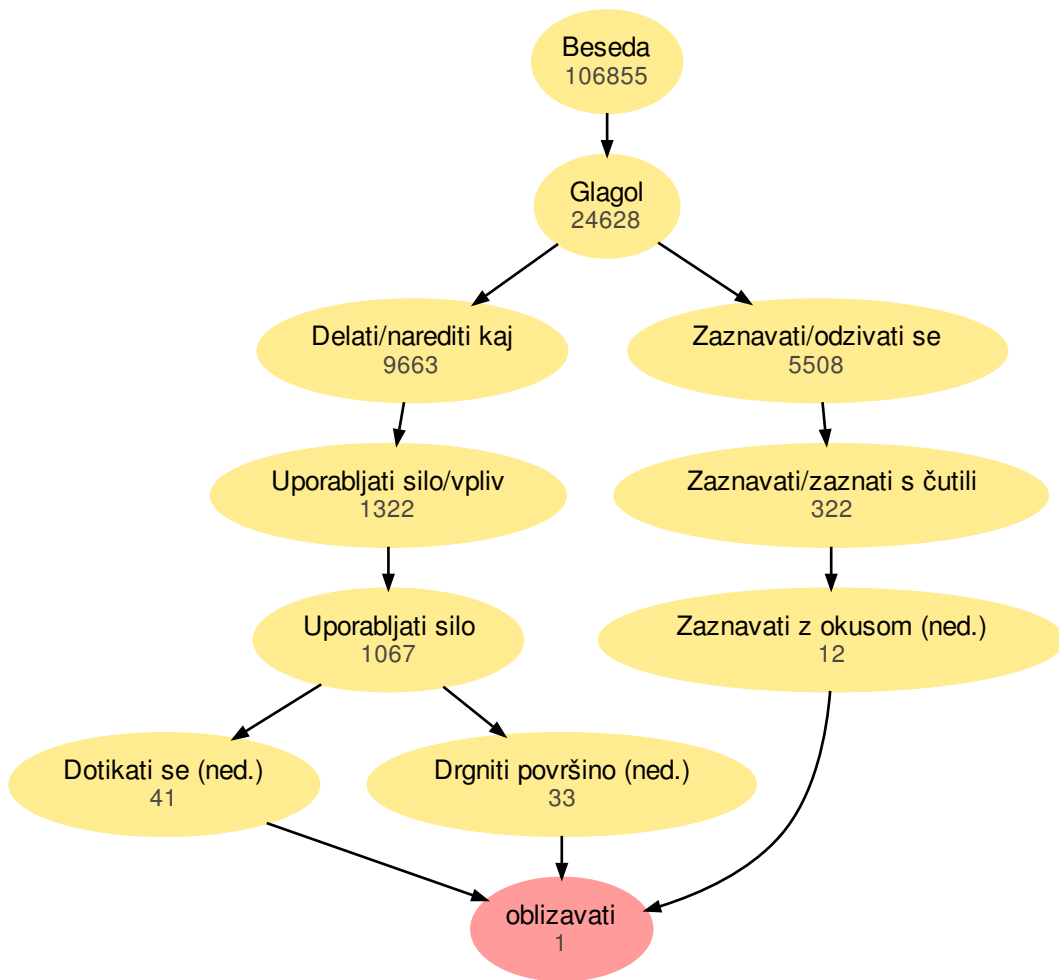 Beseda
106855
Glagol
24628
Delati/narediti kaj
9663
Zaznavati/odzivati se
5508
Uporabljati silo/vpliv
1322
Zaznavati/zaznati s čutili
322
Uporabljati silo
1067
Zaznavati z okusom (ned.)
12
Dotikati se (ned.)
41
Drgniti površino (ned.)
33
oblizavati
1